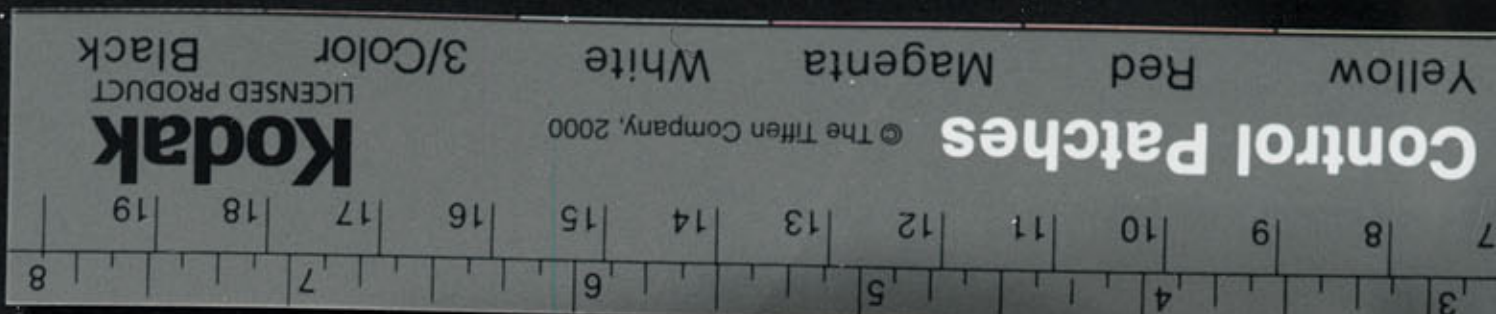 3 4 5 6 7 8
7 8 9 10 11 12 13 14 15 16 17 18 19
Control Patches © The Tiffen Company, 2000 Kodak
LICENSED PRODUCT
Yellow Red Magenta White 3/Color Black